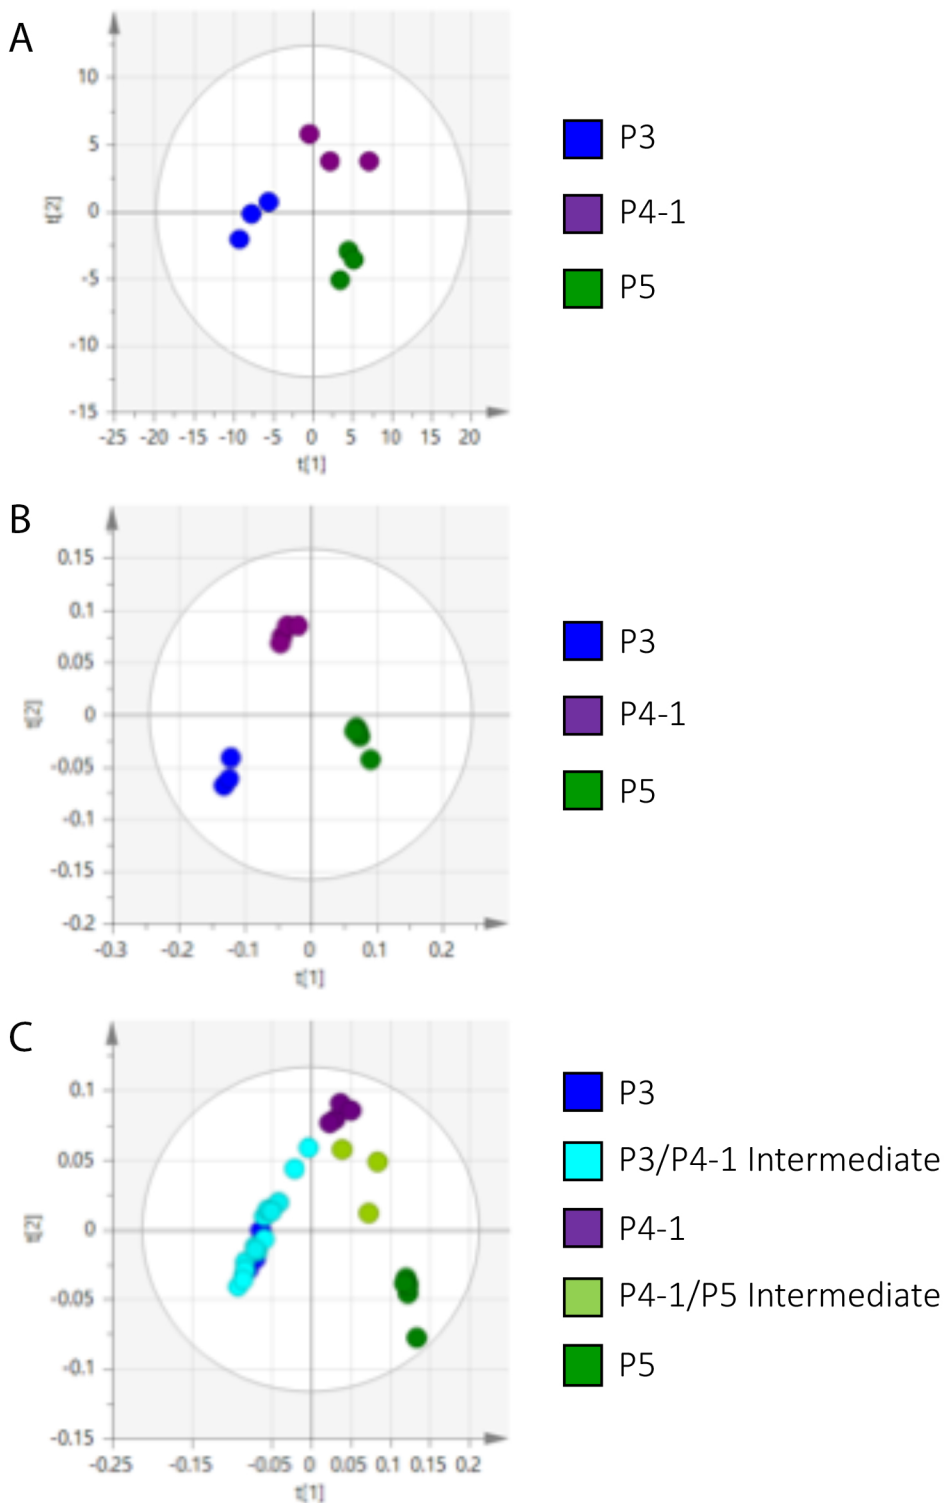 A
10
5
0
-5
-10
-15
-25 -20 -15 -10 -5 0 5 10 15 20
t[1]
t[2]
P3
P4-1
P5
B
0.15
0.1
0.05
0
-0.05
-0.1
-0.15
-0.2
-0.3 -0.2 -0.1 0 0.1 0.2
t[1]
t[2]
P3
P4-1
P5
C
0.1
0.05
0
-0.05
-0.1
-0.15
-0.25 -0.15 -0.05 0 0.05 0.1 0.15 0.2
t[1]
t[2]
P3
P3/P4-1 Intermediate
P4-1
P4-1/P5 Intermediate
P5